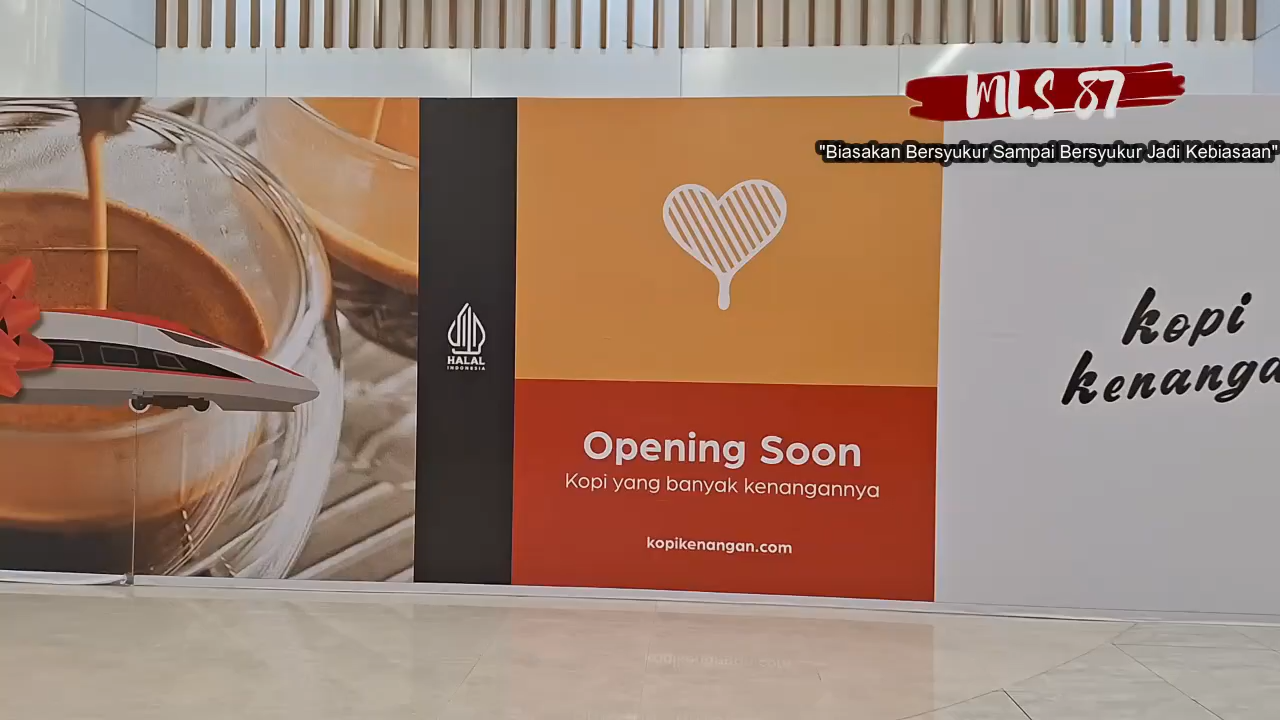 MLS 87
"Biasakan Bersyukur Sampai Bersyukur Jadi Kebiasaan"
HALAL
INDONESIA
Opening Soon
Kopi yang banyak kenangannya
kopikenangan.com
kopi
kenanga